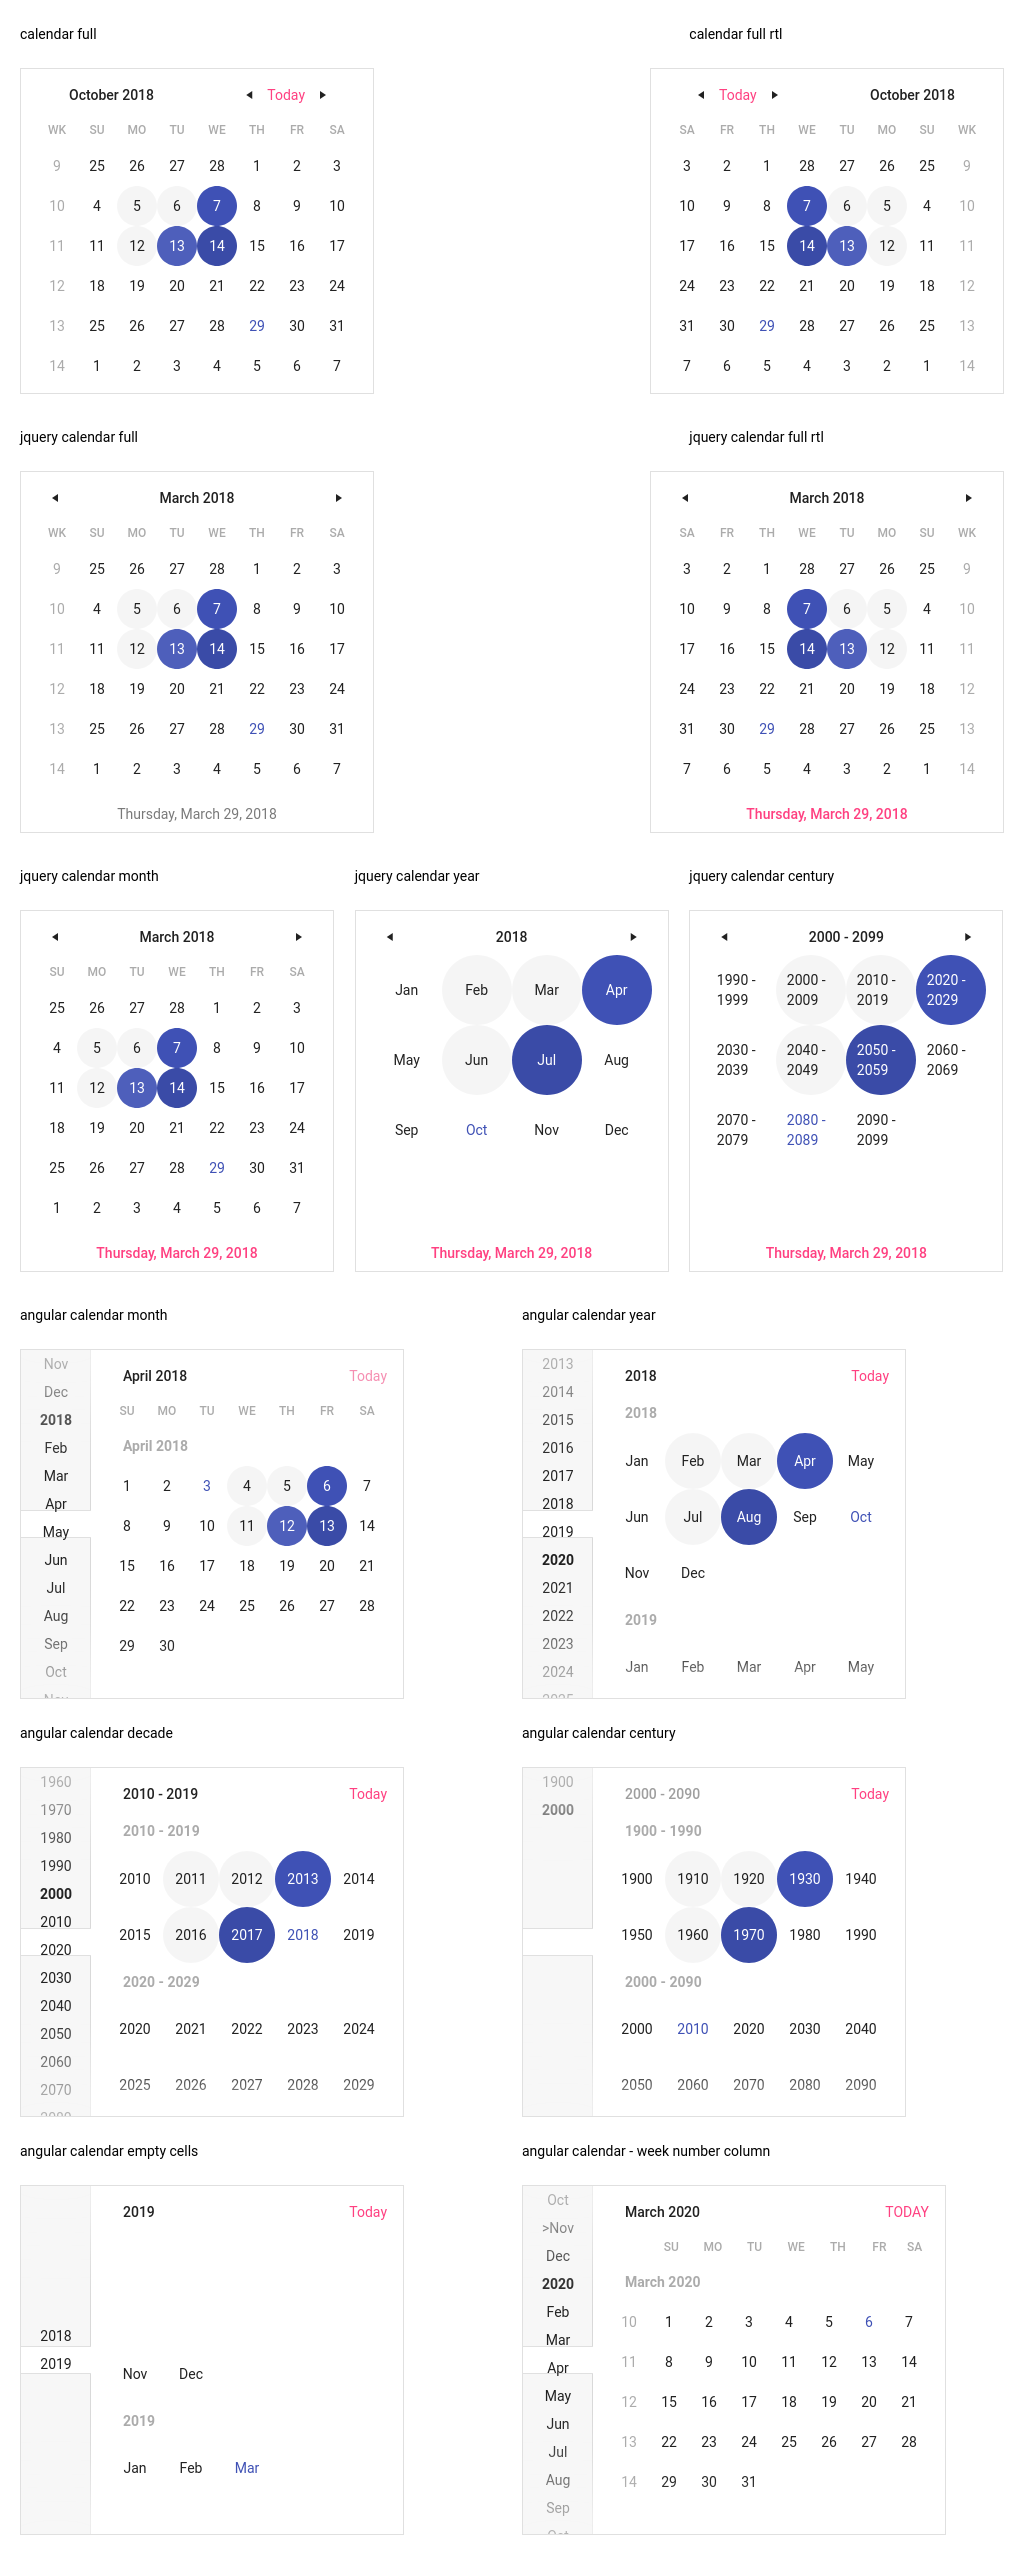 calendar full
October 2018 Today
WK SU MO TU WE TH FR SA
9 25 26 27 28 1 2 3
10 4 5 6 7 8 9 10
11 11 12 13 14 15 16 17
12 18 19 20 21 22 23 24
13 25 26 27 28 29 30 31
14 1 2 3 4 5 6 7
calendar full rtl
Today October 2018
SA FR TH WE TU MO SU WK
3 2 1 28 27 26 25 9
10 9 8 7 6 5 4 10
17 16 15 14 13 12 11 11
24 23 22 21 20 19 18 12
31 30 29 28 27 26 25 13
7 6 5 4 3 2 1 14
jquery calendar full
March 2018
WK SU MO TU WE TH FR SA
9 25 26 27 28 1 2 3
10 4 5 6 7 8 9 10
11 11 12 13 14 15 16 17
12 18 19 20 21 22 23 24
13 25 26 27 28 29 30 31
14 1 2 3 4 5 6 7
Thursday, March 29, 2018
jquery calendar full rtl
March 2018
SA FR TH WE TU MO SU WK
3 2 1 28 27 26 25 9
10 9 8 7 6 5 4 10
17 16 15 14 13 12 11 11
24 23 22 21 20 19 18 12
31 30 29 28 27 26 25 13
7 6 5 4 3 2 1 14
Thursday, March 29, 2018
jquery calendar month
March 2018
SU MO TU WE TH FR SA
25 26 27 28 1 2 3
4 5 6 7 8 9 10
11 12 13 14 15 16 17
18 19 20 21 22 23 24
25 26 27 28 29 30 31
1 2 3 4 5 6 7
Thursday, March 29, 2018
jquery calendar year
2018
Jan Feb Mar Apr
May Jun Jul Aug
Sep Oct Nov Dec
Thursday, March 29, 2018
jquery calendar century
2000 - 2099
1990 - 2000 - 2010 - 2020 -
1999 2009 2019 2029
2030 - 2040 - 2050 - 2060 -
2039 2049 2059 2069
2070 - 2080 - 2090 -
2079 2089 2099
Thursday, March 29, 2018
angular calendar month
Nov
Dec
2018
Feb
Mar
Apr
May
Jun
Jul
Aug
Sep
Oct
Nov
April 2018 Today
SU MO TU WE TH FR SA
April 2018
1 2 3 4 5 6 7
8 9 10 11 12 13 14
15 16 17 18 19 20 21
22 23 24 25 26 27 28
29 30
angular calendar year
2013
2014
2015
2016
2017
2018
2019
2020
2021
2022
2023
2024
2025
2018 Today
2018
Jan Feb Mar Apr May
Jun Jul Aug Sep Oct
Nov Dec
2019
Jan Feb Mar Apr May
angular calendar decade
1960
1970
1980
1990
2000
2010
2020
2030
2040
2050
2060
2070
2080
2010 - 2019 Today
2010 - 2019
2010 2011 2012 2013 2014
2015 2016 2017 2018 2019
2020 - 2029
2020 2021 2022 2023 2024
2025 2026 2027 2028 2029
angular calendar century
1900
2000
2000 - 2090 Today
1900 - 1990
1900 1910 1920 1930 1940
1950 1960 1970 1980 1990
2000 - 2090
2000 2010 2020 2030 2040
2050 2060 2070 2080 2090
angular calendar empty cells
2018
2019
2019 Today
Nov Dec
2019
Jan Feb Mar
angular calendar - week number column
Oct
>Nov
Dec
2020
Feb
Mar
Apr
May
Jun
Jul
Aug
Sep
Oct
March 2020 TODAY
SU MO TU WE TH FR SA
March 2020
10 1 2 3 4 5 6 7
11 8 9 10 11 12 13 14
12 15 16 17 18 19 20 21
13 22 23 24 25 26 27 28
14 29 30 31